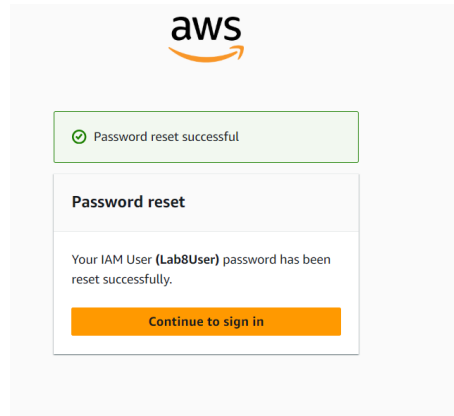 aws
Password reset successful
Password reset
Your IAM User (Lab8User) password has been
reset successfully.
Continue to sign in